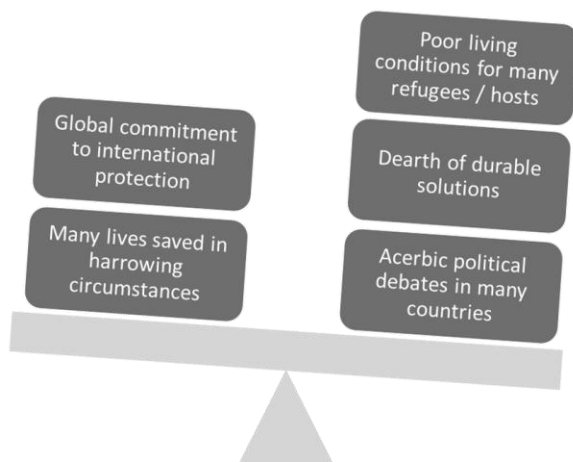 Global commitment
to international
protection
Many lives saved in
harrowing
circumstances
Poor living
conditions for many
refugees / hosts
Dearth of durable
solutions
Acerbic political
debates in many
countries